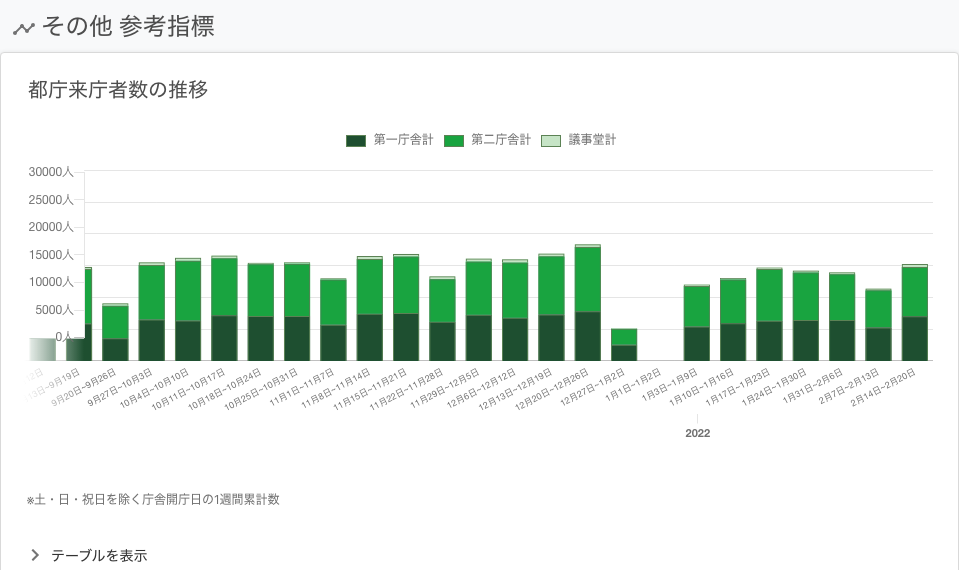 その他 参考指標
都庁来庁者数の推移
第一庁舎計 第二庁舎計 議事堂計
30000人
25000人
20000人
15000人
10000人
5000人
0人
9月20日~9月26日
9月27日~10月3日
10月4日~10月10日
10月11日~10月17日
10月18日~10月24日
10月25日~10月31日
11月1日~11月7日
11月8日~11月14日
11月15日~11月21日
11月22日~11月28日
11月29日~12月5日
12月6日~12月12日
12月13日~12月19日
12月20日~12月26日
12月27日~1月2日
1月1日~1月2日
1月3日~1月9日
1月10日~1月16日
1月17日~1月23日
1月24日~1月30日
1月31日~2月6日
2月7日~2月13日
2月14日~2月20日
2022
※土・日・祝日を除く庁舎開庁日の1週間累計数
テーブルを表示